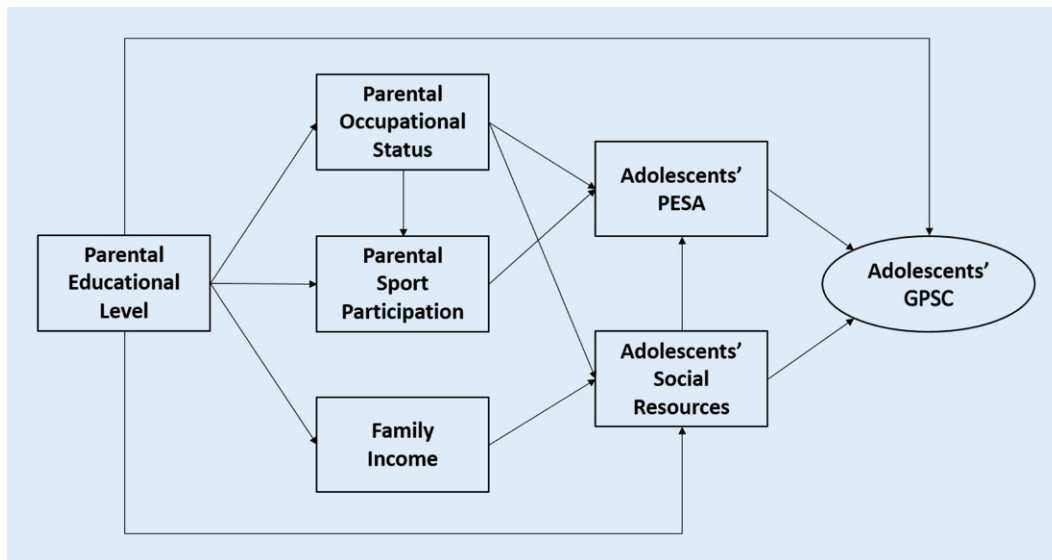 Parental
Educational
Level
Parental
Occupational
Status
Parental
Sport
Participation
Family
Income
Adolescents’
PESA
Adolescents’
Social
Resources
Adolescents’
GPSC